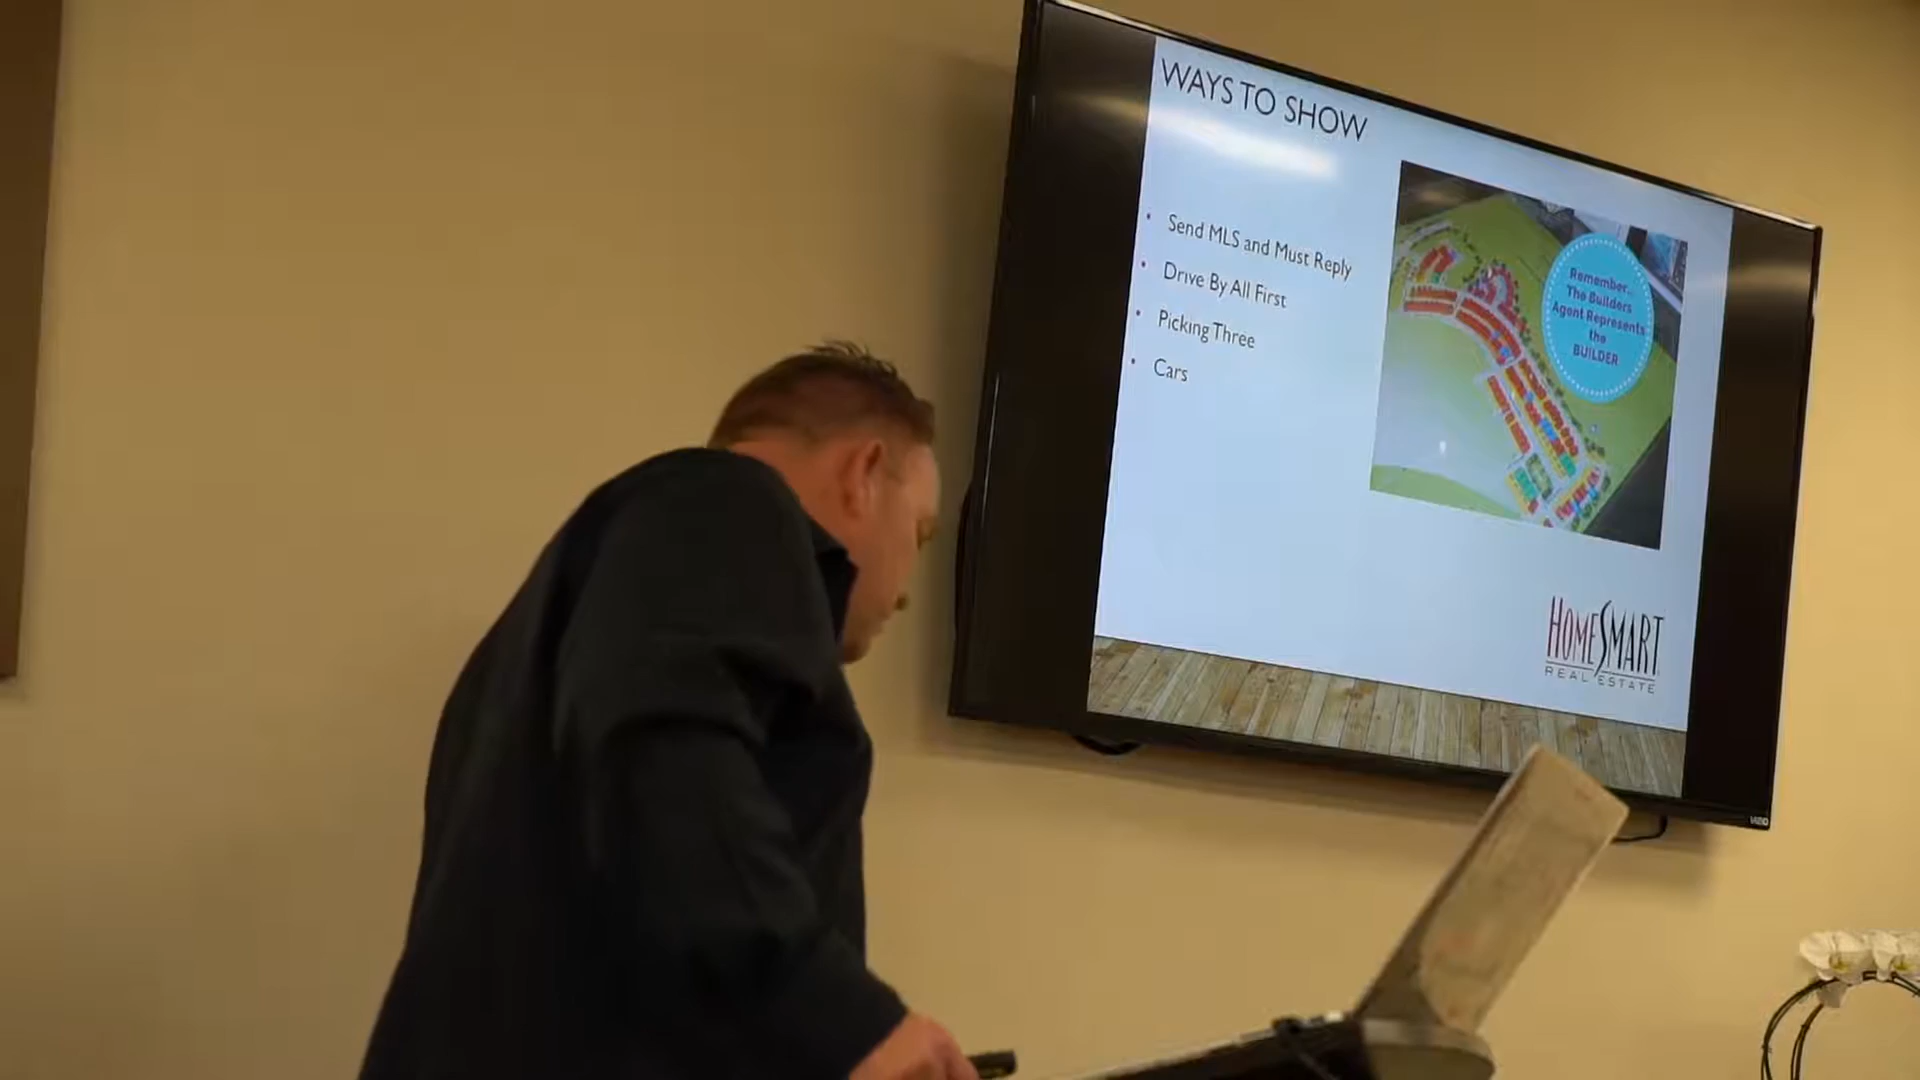 WAYS TO SHOW
Send MLS and Must Reply
Drive By All First
Picking Three
Cars
Remember...
The Builders
Agent Represents
the
BUILDER
HOMESMART
REAL ESTATE
VIZIO